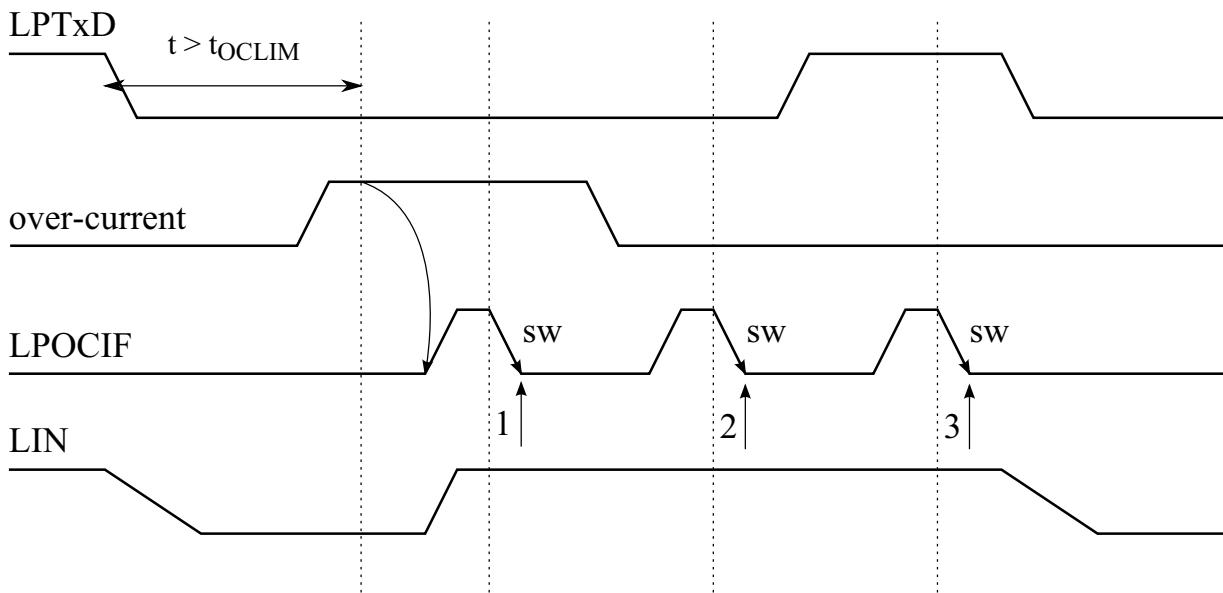 LPTxD
t > tOCLIM
over-current
LPOCIF
sw
sw
sw
1
2
3
LIN